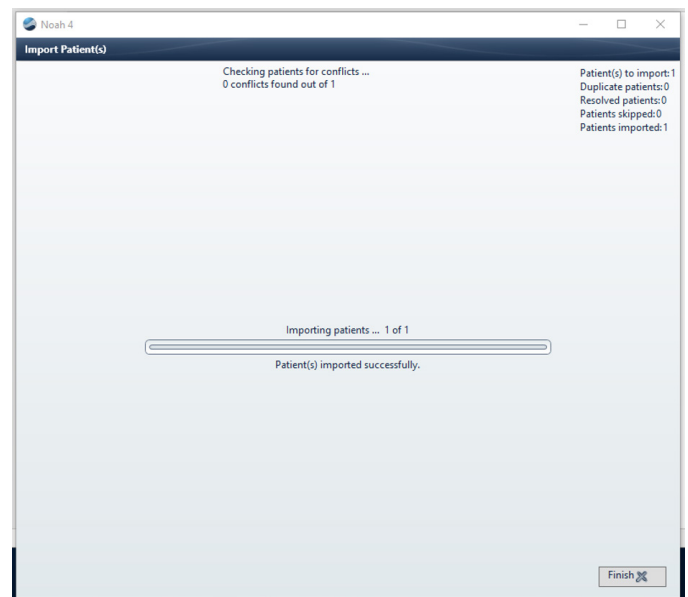 Noah 4
Import Patient(s)
Checking patients for conflicts ...
0 conflicts found out of 1
Patient(s) to import:1
Duplicate patients:0
Resolved patients:0
Patients skipped:0
Patients imported:1
Importing patients ... 1 of 1
Patient(s) imported successfully.
Finish